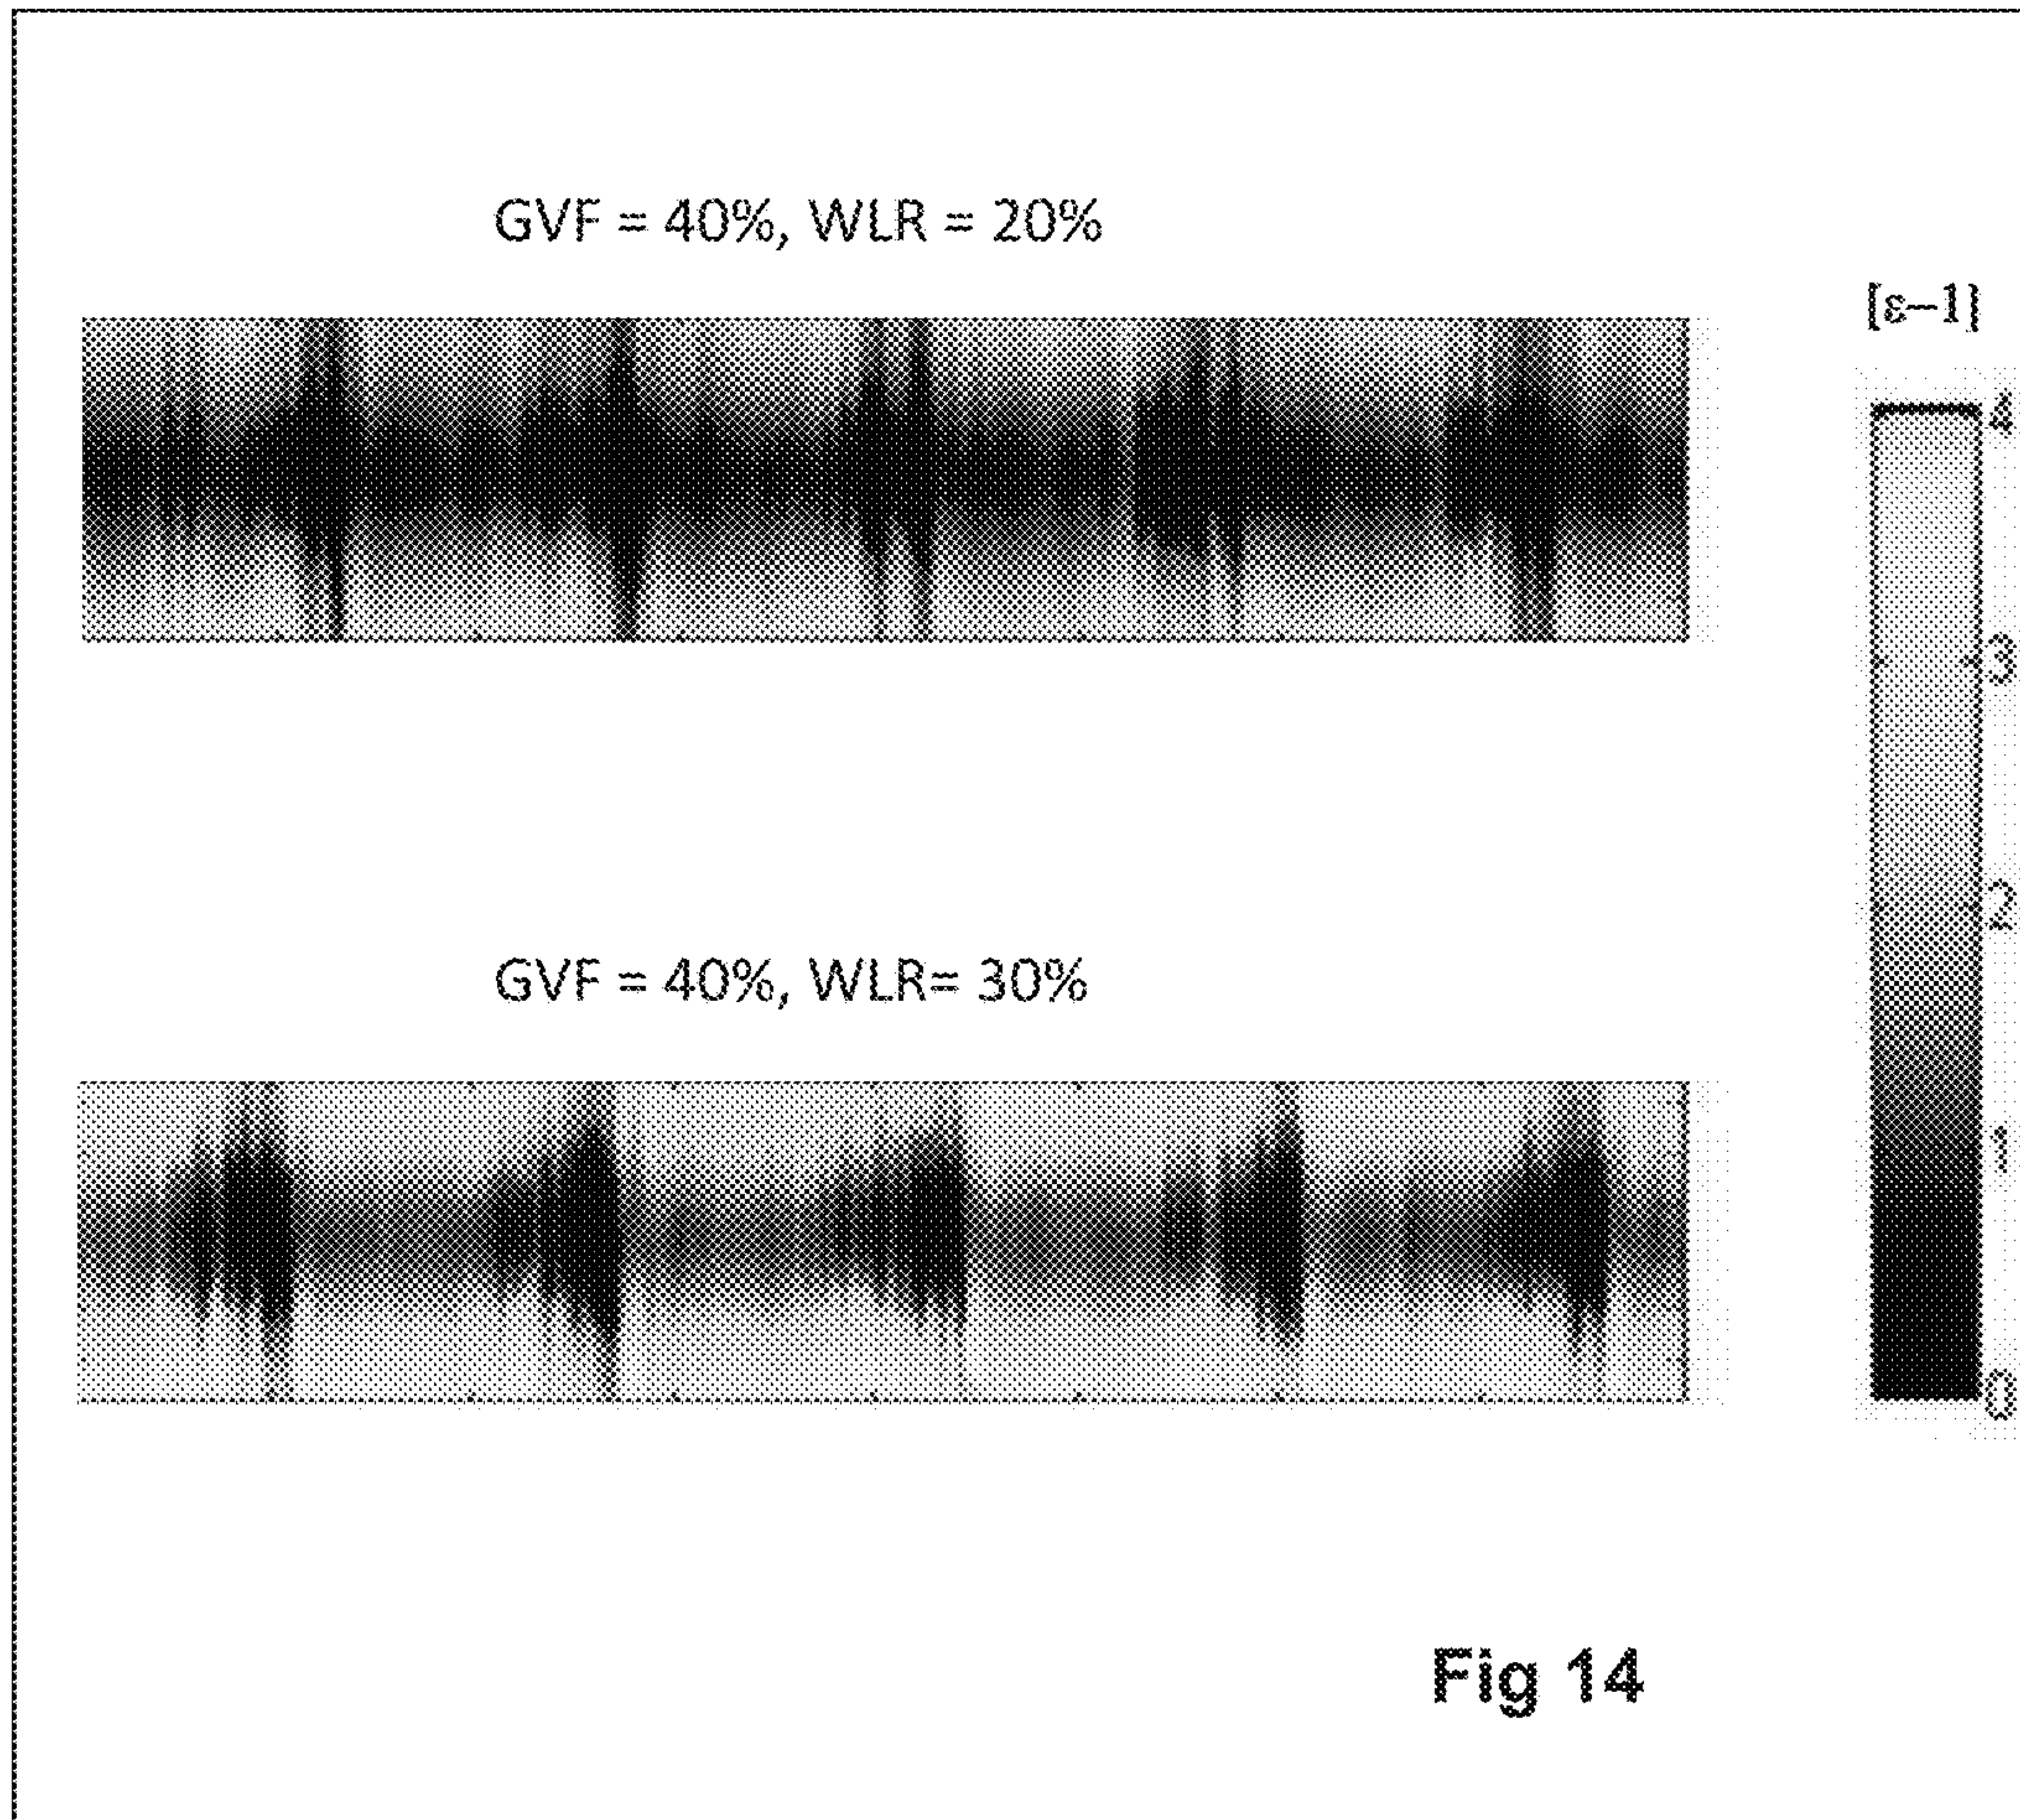 GVF = 40%, WLR = 20%
[ε−1]
4
3
2
GVF = 40%, WLR= 30%
1
0
Fig 14